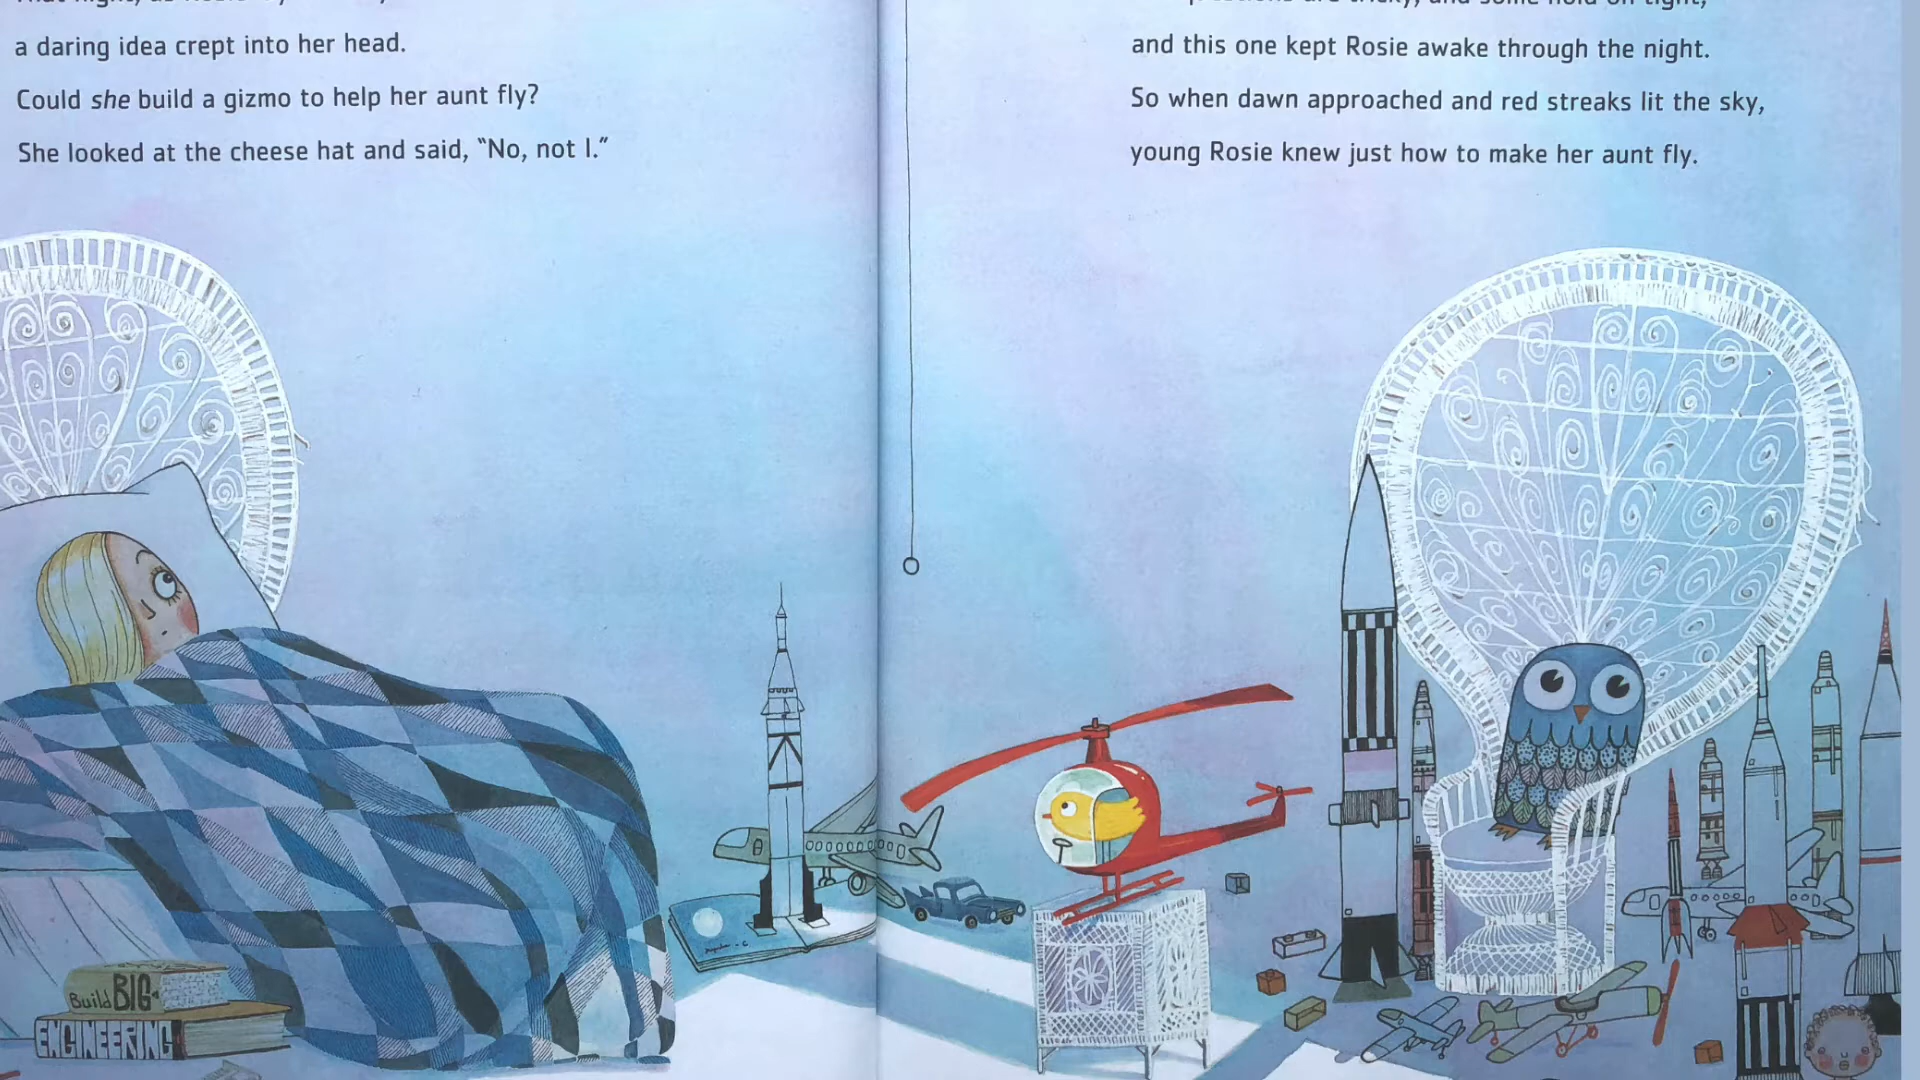 a daring idea crept into her head.
Could she build a gizmo to help her aunt fly?
She looked at the cheese hat and said, “No, not I.”
and this one kept Rosie awake through the night.
So when dawn approached and red streaks lit the sky,
young Rosie knew just how to make her aunt fly.
Build BIG
ENGINEERING